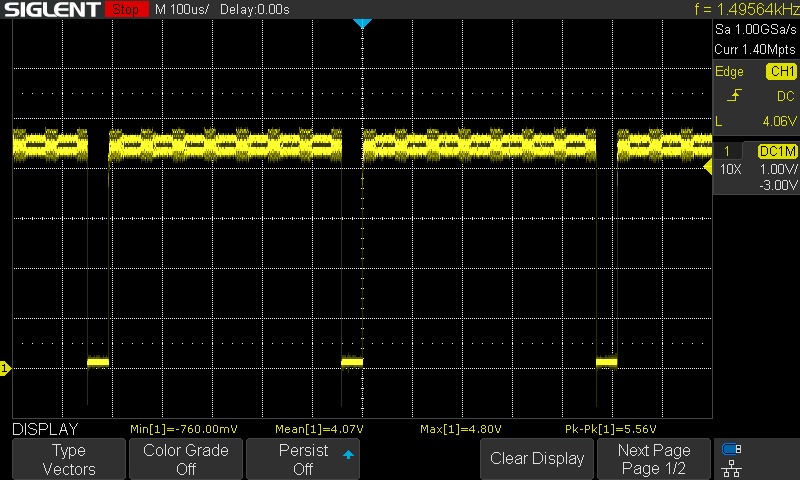 SIGLENT Stop M 100us/ Delay:0.00s f = 1.49564kHz
Sa 1.00GSa/s
Curr 1.40Mpts
Edge CH1
DC
L 4.06V
1 DC1M
10X 1.00V/
-3.00V
1
DISPLAY Min[1]=-760.00mV Mean[1]=4.07V Max[1]=4.80V Pk-Pk[1]=5.56V
Type Color Grade Persist Clear Display Next Page
Vectors Off Off Page 1/2